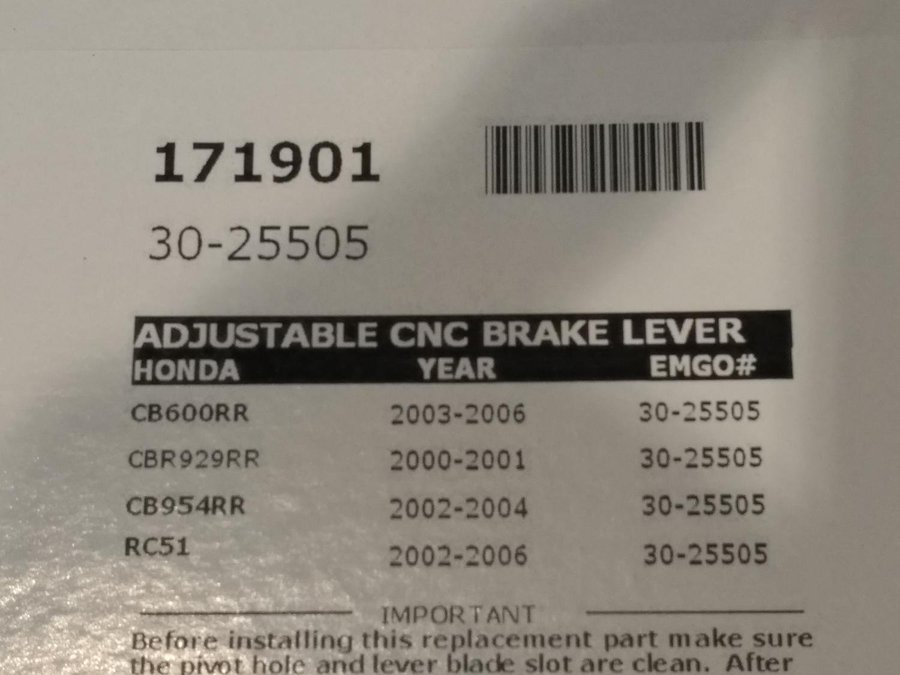 171901
30-25505
ADJUSTABLE CNC BRAKE LEVER
HONDA YEAR EMGO#
CB600RR 2003-2006 30-25505
CBR929RR 2000-2001 30-25505
CB954RR 2002-2004 30-25505
RC51 2002-2006 30-25505
IMPORTANT
Before installing this replacement part make sure
the pivot hole and lever blade slot are clean. After